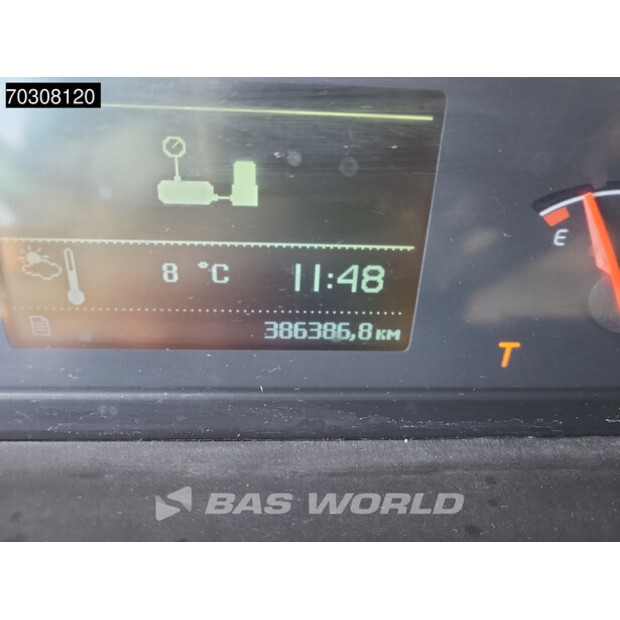 70308120
E
8 °C 11:48
386386,8 км
T
BAS WORLD